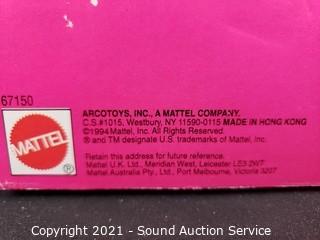 67150
ARCOTOYS, INC., A MATTEL COMPANY.
C.S.#1015, Westbury, NY 11590-0115 MADE IN HONG KONG
©1994 Mattel, Inc. All Rights Reserved.
® and TM designate U.S. trademarks of Mattel, Inc.
MATTEL
®
Retain this address for future reference.
Mattel U.K. Ltd., Meridian West, Leicester LE3 2WT
Mattel Australia Pty., Ltd., Port Melbourne, Victoria 3207
Copyright 2021 - Sound Auction Service